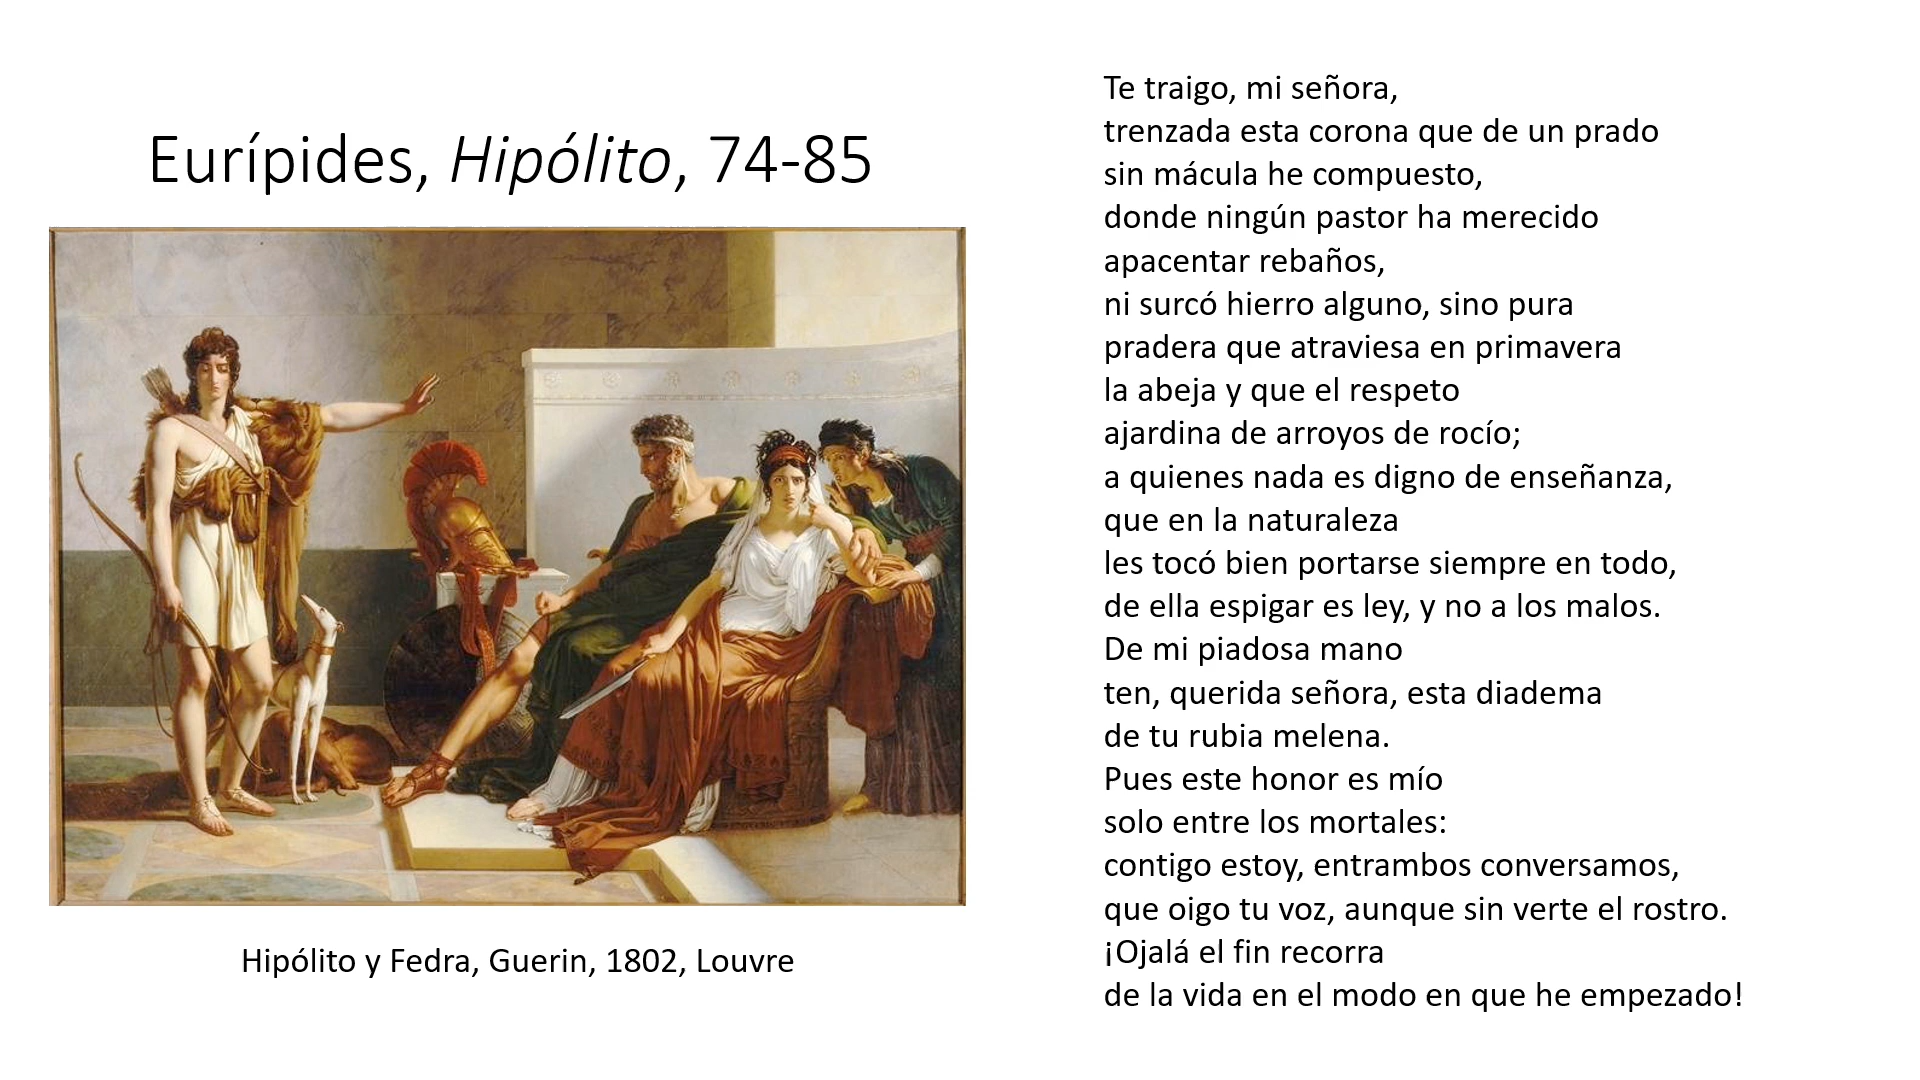 Eurípides, Hipólito, 74-85
Hipólito y Fedra, Guerin, 1802, Louvre
Te traigo, mi señora,
trenzada esta corona que de un prado
sin mácula he compuesto,
donde ningún pastor ha merecido
apacentar rebaños,
ni surcó hierro alguno, sino pura
pradera que atraviesa en primavera
la abeja y que el respeto
ajardina de arroyos de rocío;
a quienes nada es digno de enseñanza,
que en la naturaleza
les tocó bien portarse siempre en todo,
de ella espigar es ley, y no a los malos.
De mi piadosa mano
ten, querida señora, esta diadema
de tu rubia melena.
Pues este honor es mío
solo entre los mortales:
contigo estoy, entrambos conversamos,
que oigo tu voz, aunque sin verte el rostro.
¡Ojalá el fin recorra
de la vida en el modo en que he empezado!